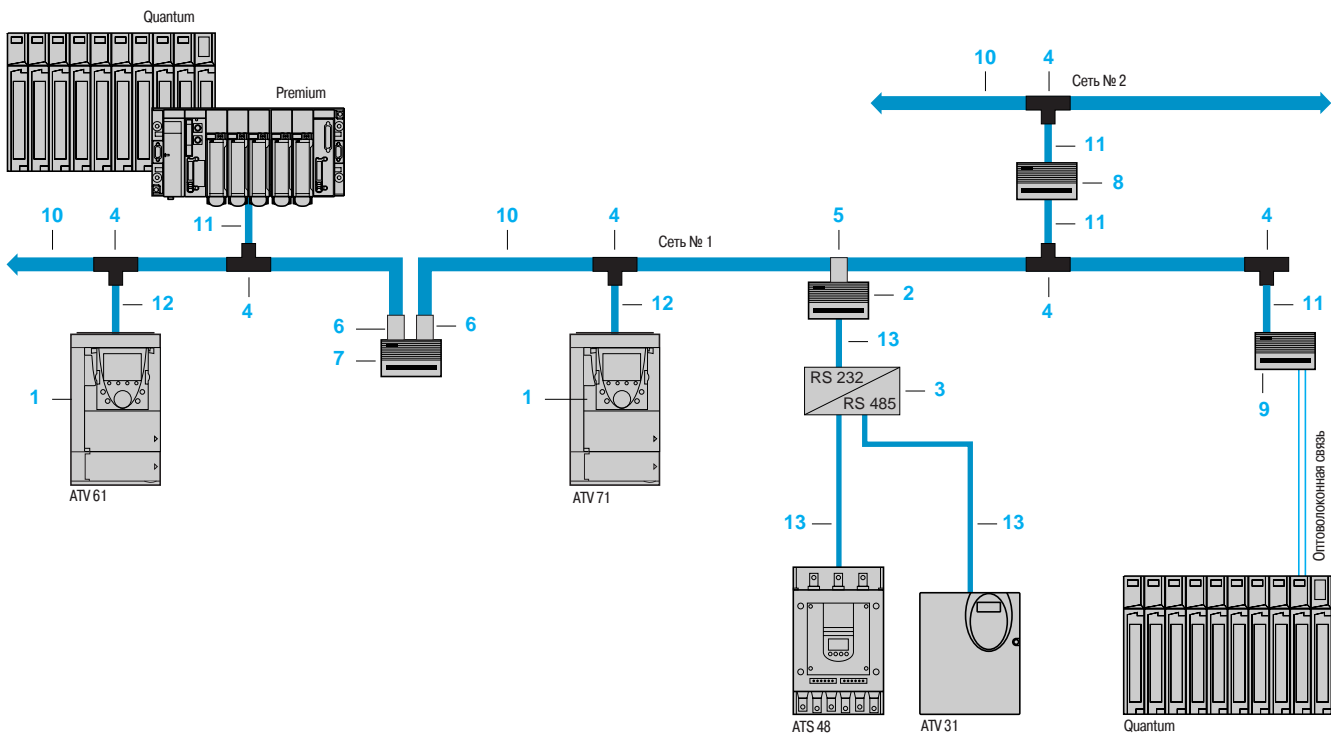 Quantum
Premium
10
4
Сеть № 2
11
8
11
10
4
11
10
4
Сеть № 1
5
4
12
4
6
6
7
12
2
13
4
11
RS 232
RS 485
3
9
1
1
ATV 61
ATV 71
13
13
Оптоволоконная связь
ATS 48
ATV 31
Quantum